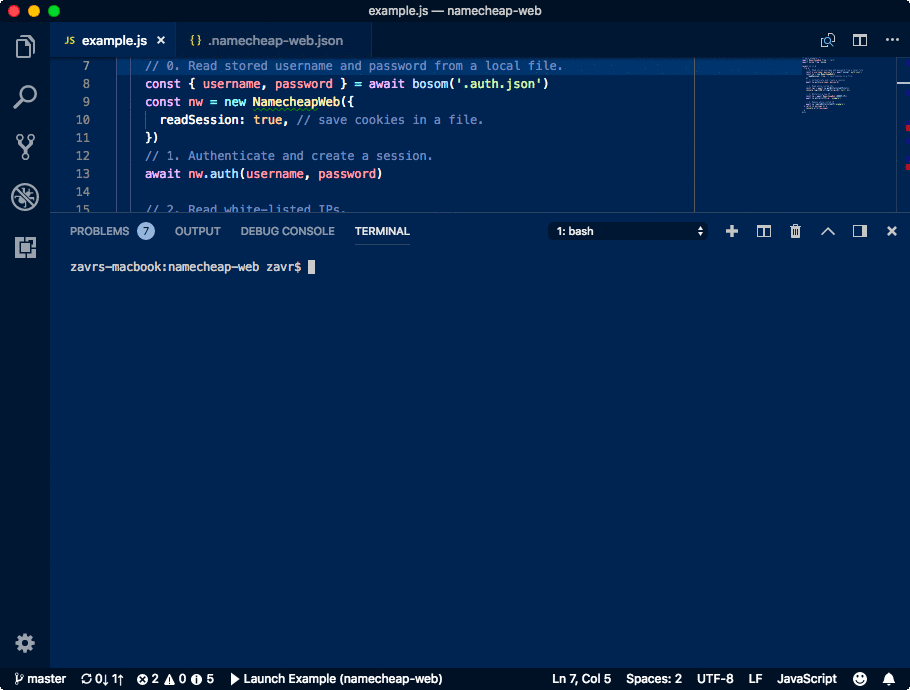 example.js — namecheap-web
JS example.js ×
{ } .namecheap-web.json
7 // 0. Read stored username and password from a local file.
8 const { username, password } = await bosom('.auth.json')
9 const nw = new NamecheapWeb({
10 readSession: true, // save cookies in a file.
11 })
12 // 1. Authenticate and create a session.
13 await nw.auth(username, password)
14
15 // 2. Read white-listed IPs.
PROBLEMS 7 OUTPUT DEBUG CONSOLE TERMINAL 1: bash
zavrs-macbook:namecheap-web zavr$
master 0↓ 1↑ 2 0 5 Launch Example (namecheap-web) Ln 7, Col 5 Spaces: 2 UTF-8 LF JavaScript